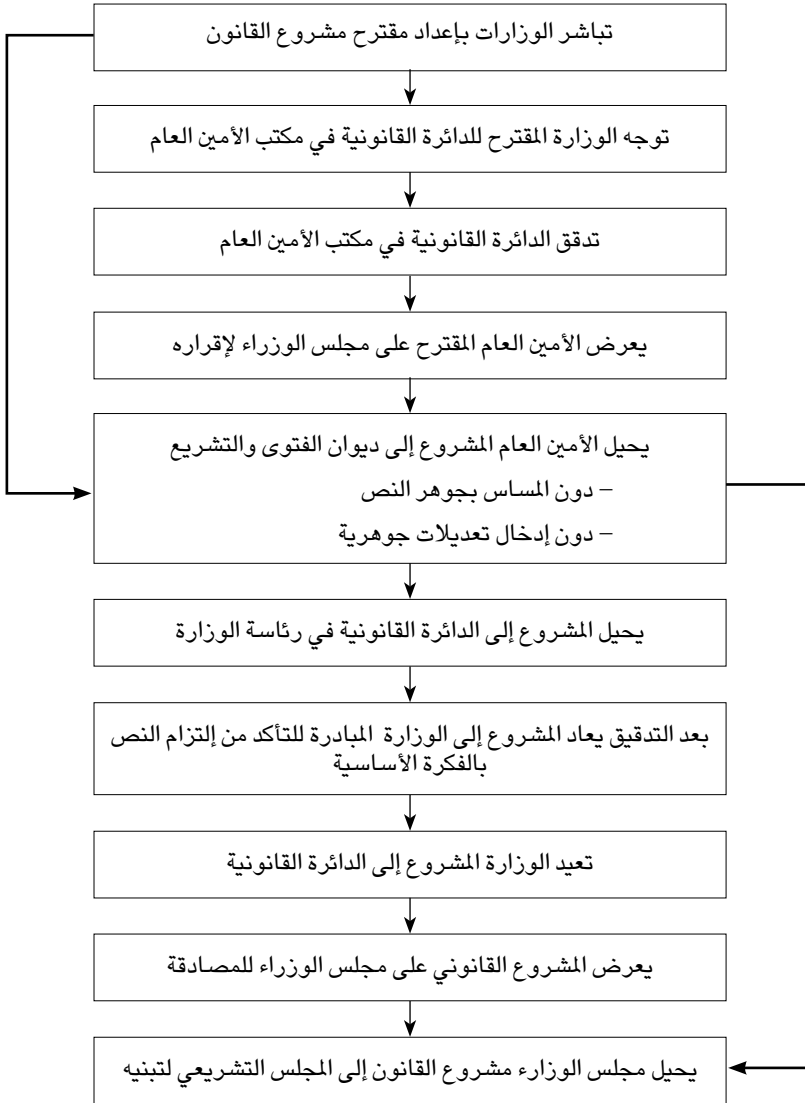 تباشر الوزارات بإعداد مقترح مشروع القانون
توجه الوزارة المقترح للدائرة القانونية في مكتب الأمين العام
تدقق الدائرة القانونية في مكتب الأمين العام
يعرض الأمين العام المقترح على مجلس الوزراء لإقراره
يحيل الأمين العام المشروع إلى ديوان الفتوى والتشريع
– دون المساس بجوهر النص
– دون إدخال تعديلات جوهرية
يحيل المشروع إلى الدائرة القانونية في رئاسة الوزارة
بعد التدقيق يعاد المشروع إلى الوزارة المبادرة للتأكد من إلتزام النص
بالفكرة الأساسية
تعيد الوزارة المشروع إلى الدائرة القانونية
يعرض المشروع القانوني على مجلس الوزراء للمصادقة
يحيل مجلس الوزارء مشروع القانون إلى المجلس التشريعي لتبنيه